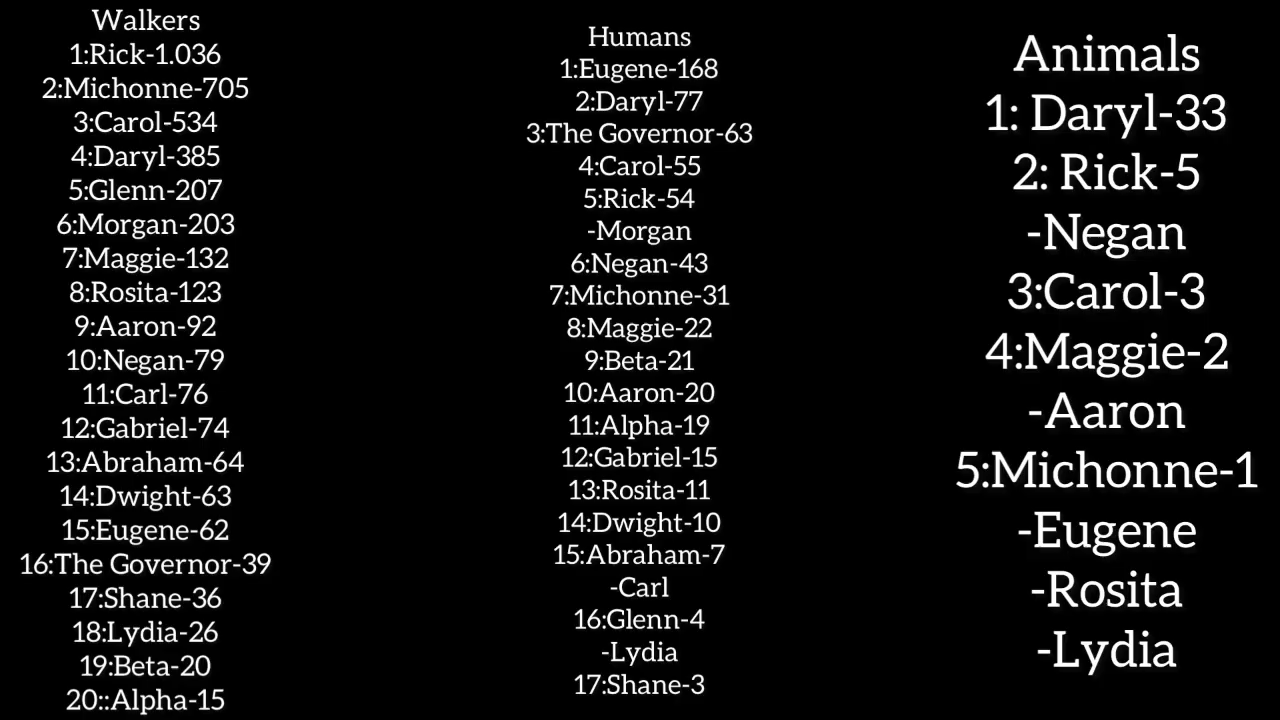 Walkers
1:Rick-1.036
2:Michonne-705
3:Carol-534
4:Daryl-385
5:Glenn-207
6:Morgan-203
7:Maggie-132
8:Rosita-123
9:Aaron-92
10:Negan-79
11:Carl-76
12:Gabriel-74
13:Abraham-64
14:Dwight-63
15:Eugene-62
16:The Governor-39
17:Shane-36
18:Lydia-26
19:Beta-20
20::Alpha-15
Humans
1:Eugene-168
2:Daryl-77
3:The Governor-63
4:Carol-55
5:Rick-54
-Morgan
6:Negan-43
7:Michonne-31
8:Maggie-22
9:Beta-21
10:Aaron-20
11:Alpha-19
12:Gabriel-15
13:Rosita-11
14:Dwight-10
15:Abraham-7
-Carl
16:Glenn-4
-Lydia
17:Shane-3
Animals
1: Daryl-33
2: Rick-5
-Negan
3:Carol-3
4:Maggie-2
-Aaron
5:Michonne-1
-Eugene
-Rosita
-Lydia